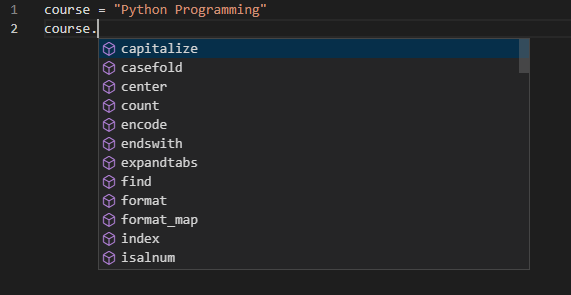 1 course = "Python Programming"
2 course.
capitalize
casefold
center
count
encode
endswith
expandtabs
find
format
format_map
index
isalnum